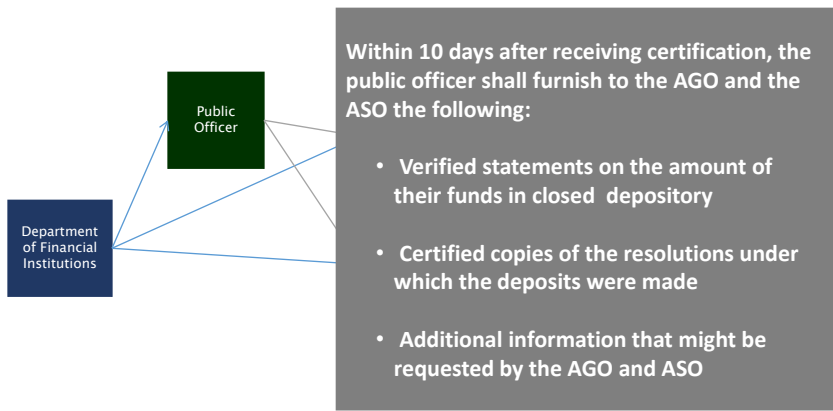 Within 10 days after receiving certification, the
public officer shall furnish to the AGO and the
ASO the following:
• Verified statements on the amount of
their funds in closed depository
• Certified copies of the resolutions under
which the deposits were made
• Additional information that might be
requested by the AGO and ASO
Public
Officer
Department
of Financial
Institutions